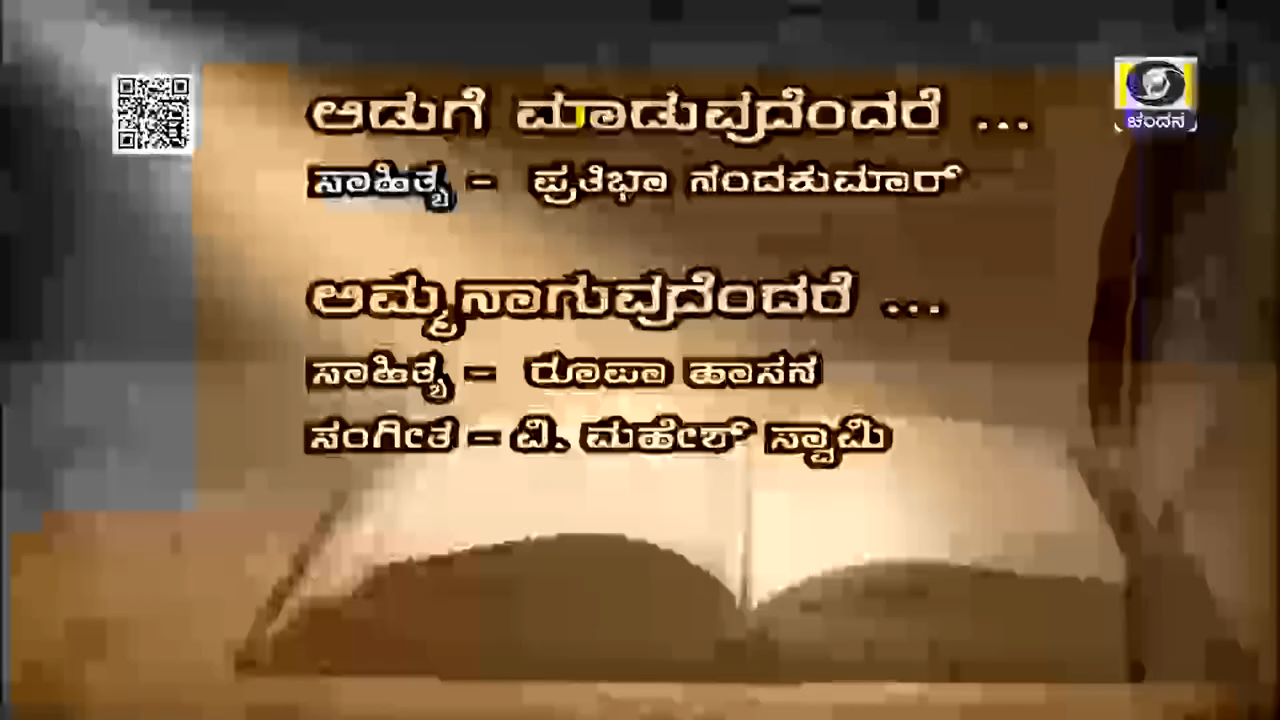 ಅಡುಗೆ ಮಾಡುವುದೆಂದರೆ ...
ಸಾಹಿತ್ಯ - ಪ್ರತಿಭಾ ನಂದಕುಮಾರ್
ಅಮ್ಮನಾಗುವುದೆಂದರೆ ...
ಸಾಹಿತ್ಯ - ರೂಪಾ ಹಾಸನ
ಸಂಗೀತ - ಟಿ. ಮಹೇಶ್ ಸ್ವಾಮಿ
ಚಂದನ